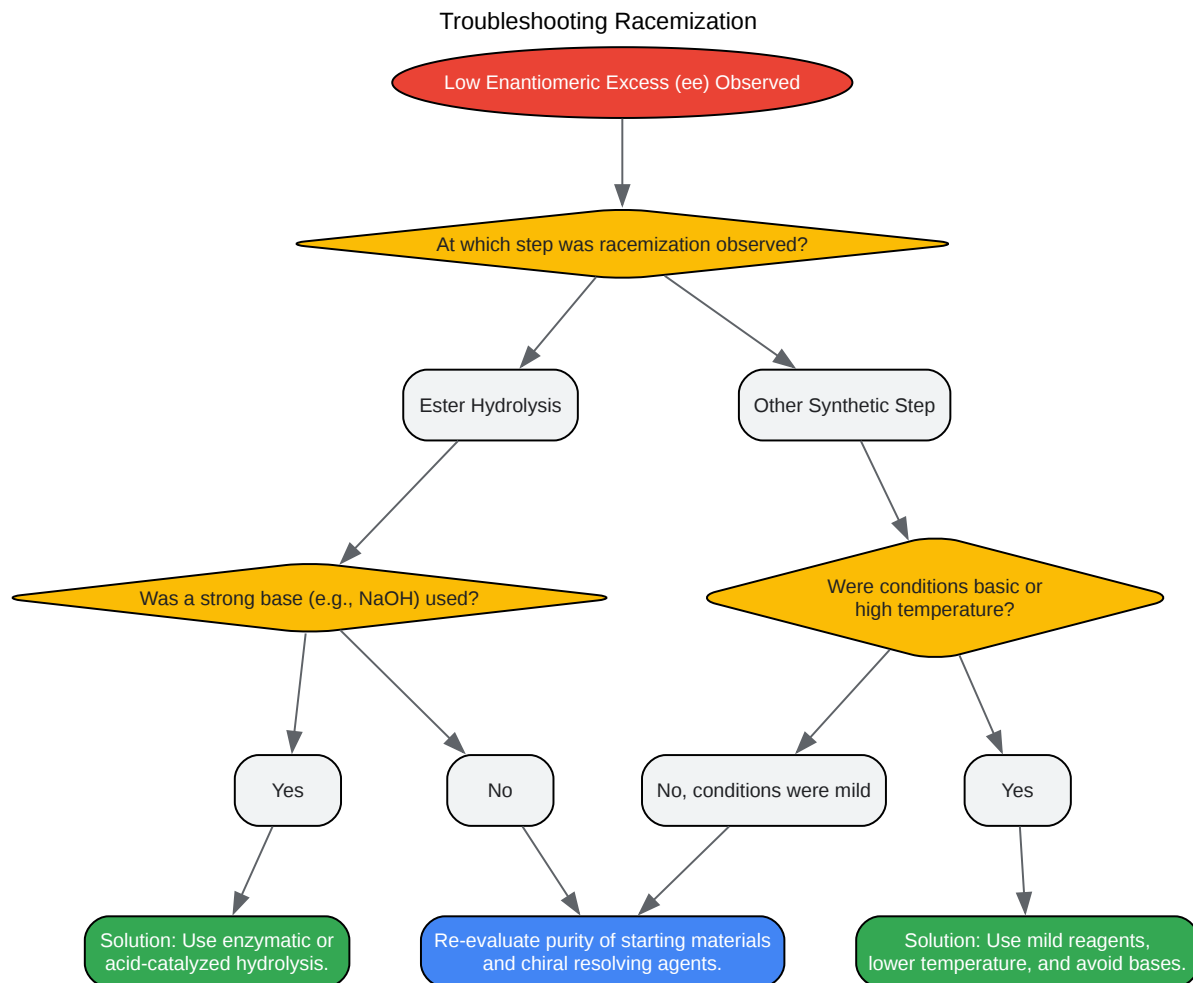 Troubleshooting Racemization
Low Enantiomeric Excess (ee) Observed
At which step was racemization observed?
Ester Hydrolysis
Other Synthetic Step
Was a strong base (e.g., NaOH) used?
Were conditions basic or
high temperature?
Yes
No
No, conditions were mild
Yes
Solution: Use enzymatic or
acid-catalyzed hydrolysis.
Re-evaluate purity of starting materials
and chiral resolving agents.
Solution: Use mild reagents,
lower temperature, and avoid bases.